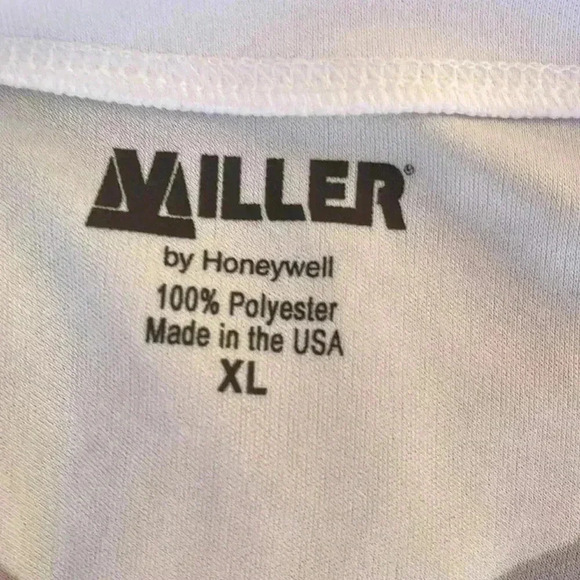 MILLER®
by Honeywell
100% Polyester
Made in the USA
XL